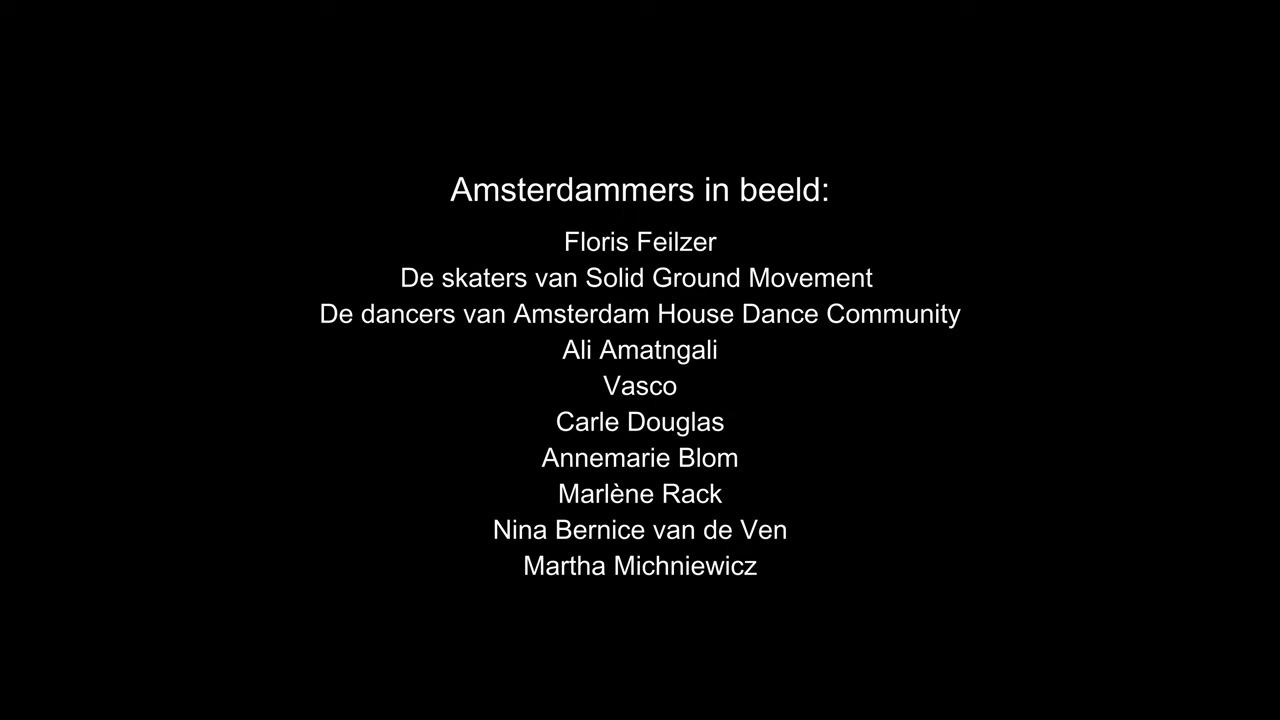 Amsterdammers in beeld:
Floris Feilzer
De skaters van Solid Ground Movement
De dancers van Amsterdam House Dance Community
Ali Amatngali
Vasco
Carle Douglas
Annemarie Blom
Marlène Rack
Nina Bernice van de Ven
Martha Michniewicz